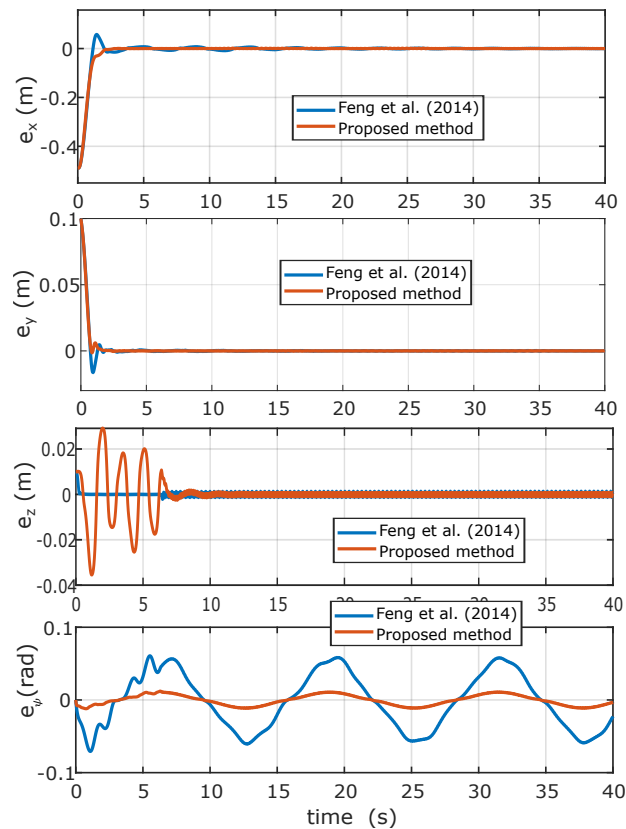 0
-0.2
-0.4
e_x (m)
Feng et al. (2014)
Proposed method
0 5 10 15 20 25 30 35 40
0.1
0.05
0
e_y (m)
Feng et al. (2014)
Proposed method
0 5 10 15 20 25 30 35 40
0.02
0
-0.02
-0.04
e_z (m)
Feng et al. (2014)
Proposed method
0 5 10 15 20 25 30 35 40
Feng et al. (2014)
Proposed method
0.1
0
-0.1
e_ψ (rad)
0 5 10 15 20 25 30 35 40
time (s)